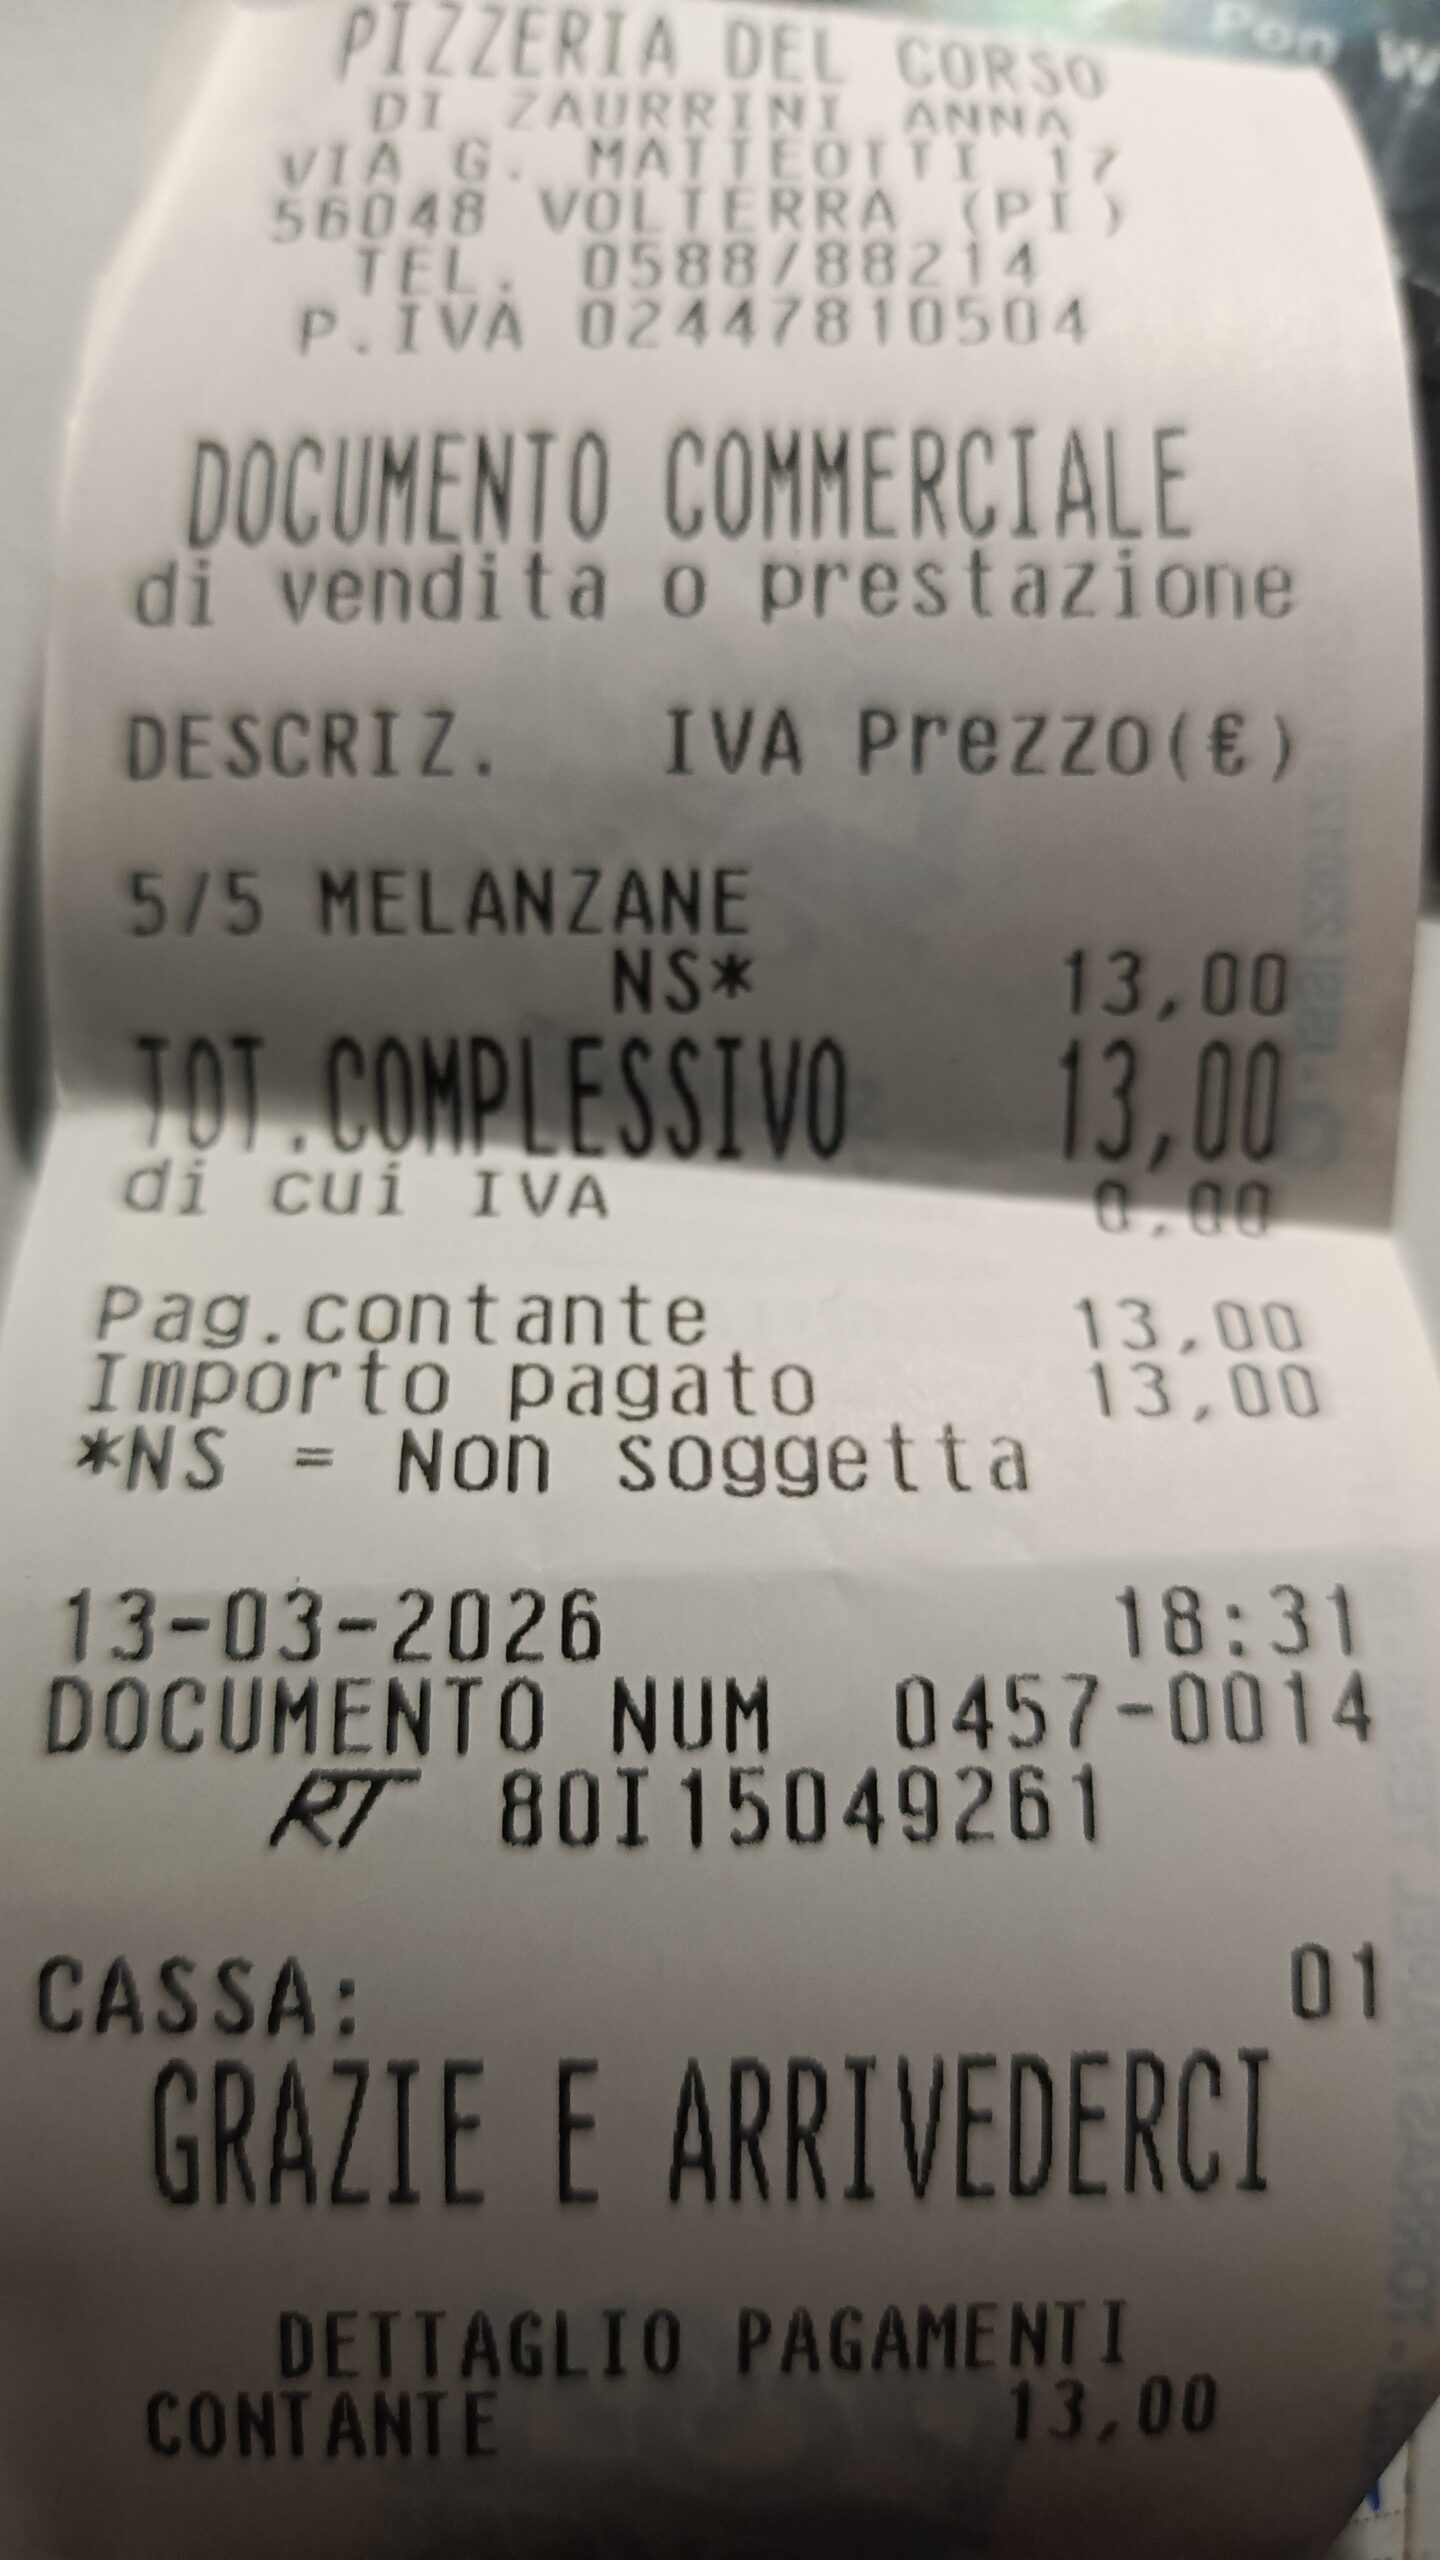 PIZZERIA DEL CORSO
DI ZAURRINI ANNA
VIA G. MATTEOTTI 17
56048 VOLTERRA (PI)
TEL. 0588/88214
P.IVA 02447810504
DOCUMENTO COMMERCIALE
di vendita o prestazione
DESCRIZ. IVA Prezzo(€)
5/5 MELANZANE
NS* 13,00
TOT.COMPLESSIVO 13,00
di cui IVA 0,00
Pag.contante 13,00
Importo pagato 13,00
*NS = Non soggetta
13-03-2026 18:31
DOCUMENTO NUM 0457-0014
RT 80I15049261
CASSA: 01
GRAZIE E ARRIVEDERCI
DETTAGLIO PAGAMENTI
CONTANTE 13,00